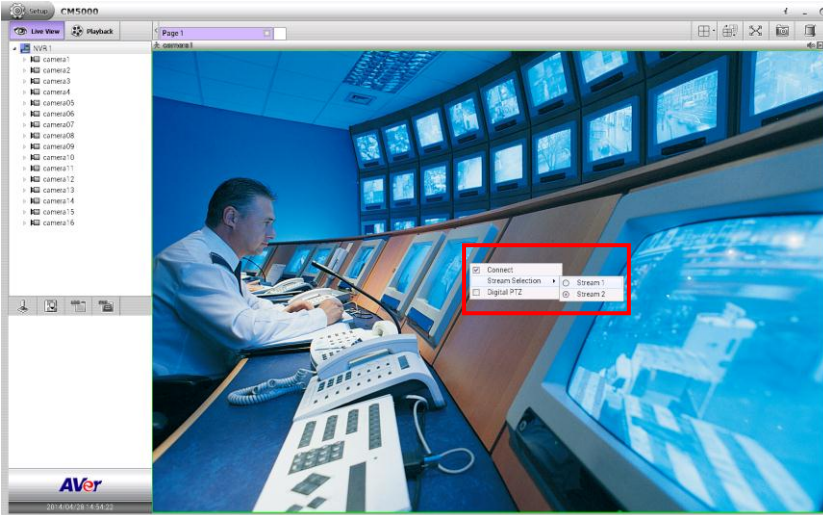 Setup CM5000
Live View Playback Page 1
NVR 1 camera1
camera1
camera2
camera3
camera4
camera05
camera06
camera07
camera08
camera09
camera10
camera11
camera12
camera13
camera14
camera15
camera16
Connect
Stream Selection Stream 1
Digital PTZ Stream 2
AVer
2014/04/28 14:54:22